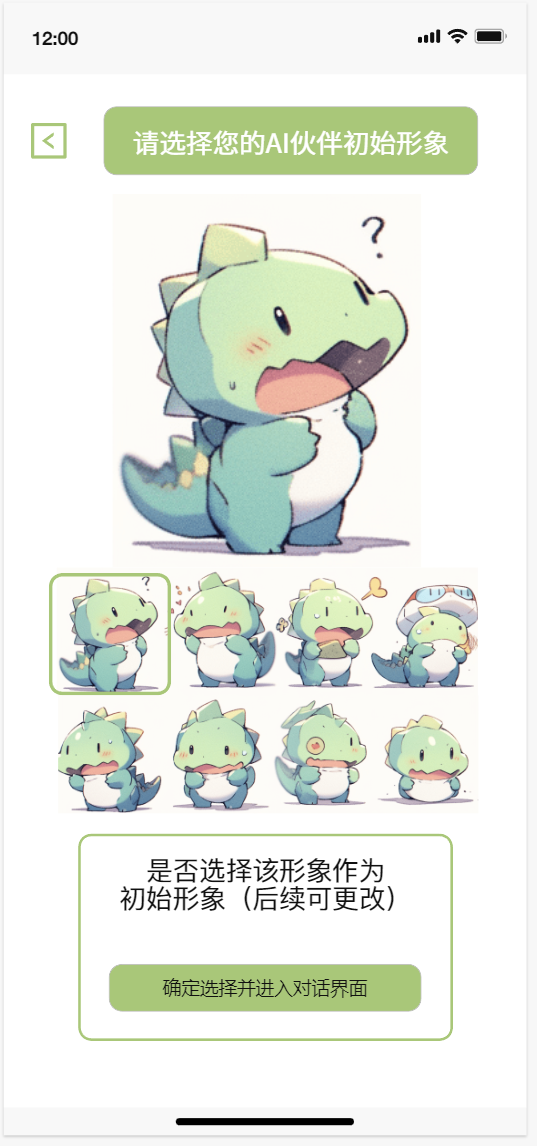 12:00
请选择您的AI伙伴初始形象
?
?
是否选择该形象作为
初始形象（后续可更改）
确定选择并进入对话界面